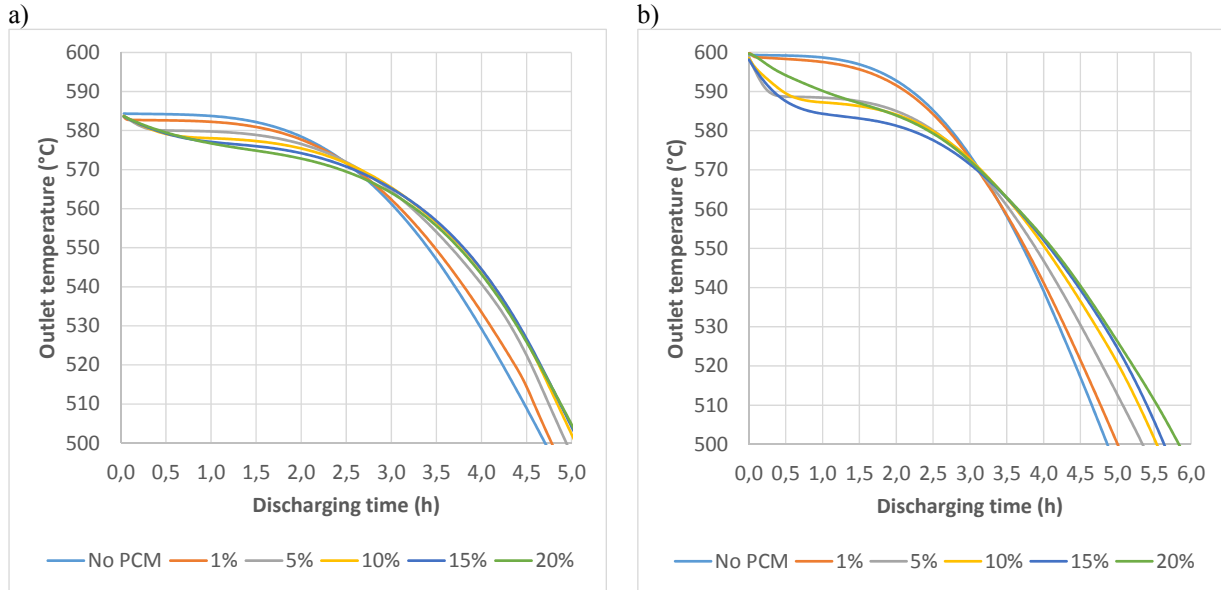 a)
600
590
580
570
560
550
540
530
520
510
500
Outlet temperature (°C)
0,0 0,5 1,0 1,5 2,0 2,5 3,0 3,5 4,0 4,5 5,0
Discharging time (h)
No PCM 1% 5% 10% 15% 20%
b)
600
590
580
570
560
550
540
530
520
510
500
Outlet temperature (°C)
0,0 0,5 1,0 1,5 2,0 2,5 3,0 3,5 4,0 4,5 5,0 5,5 6,0
Discharging time (h)
No PCM 1% 5% 10% 15% 20%